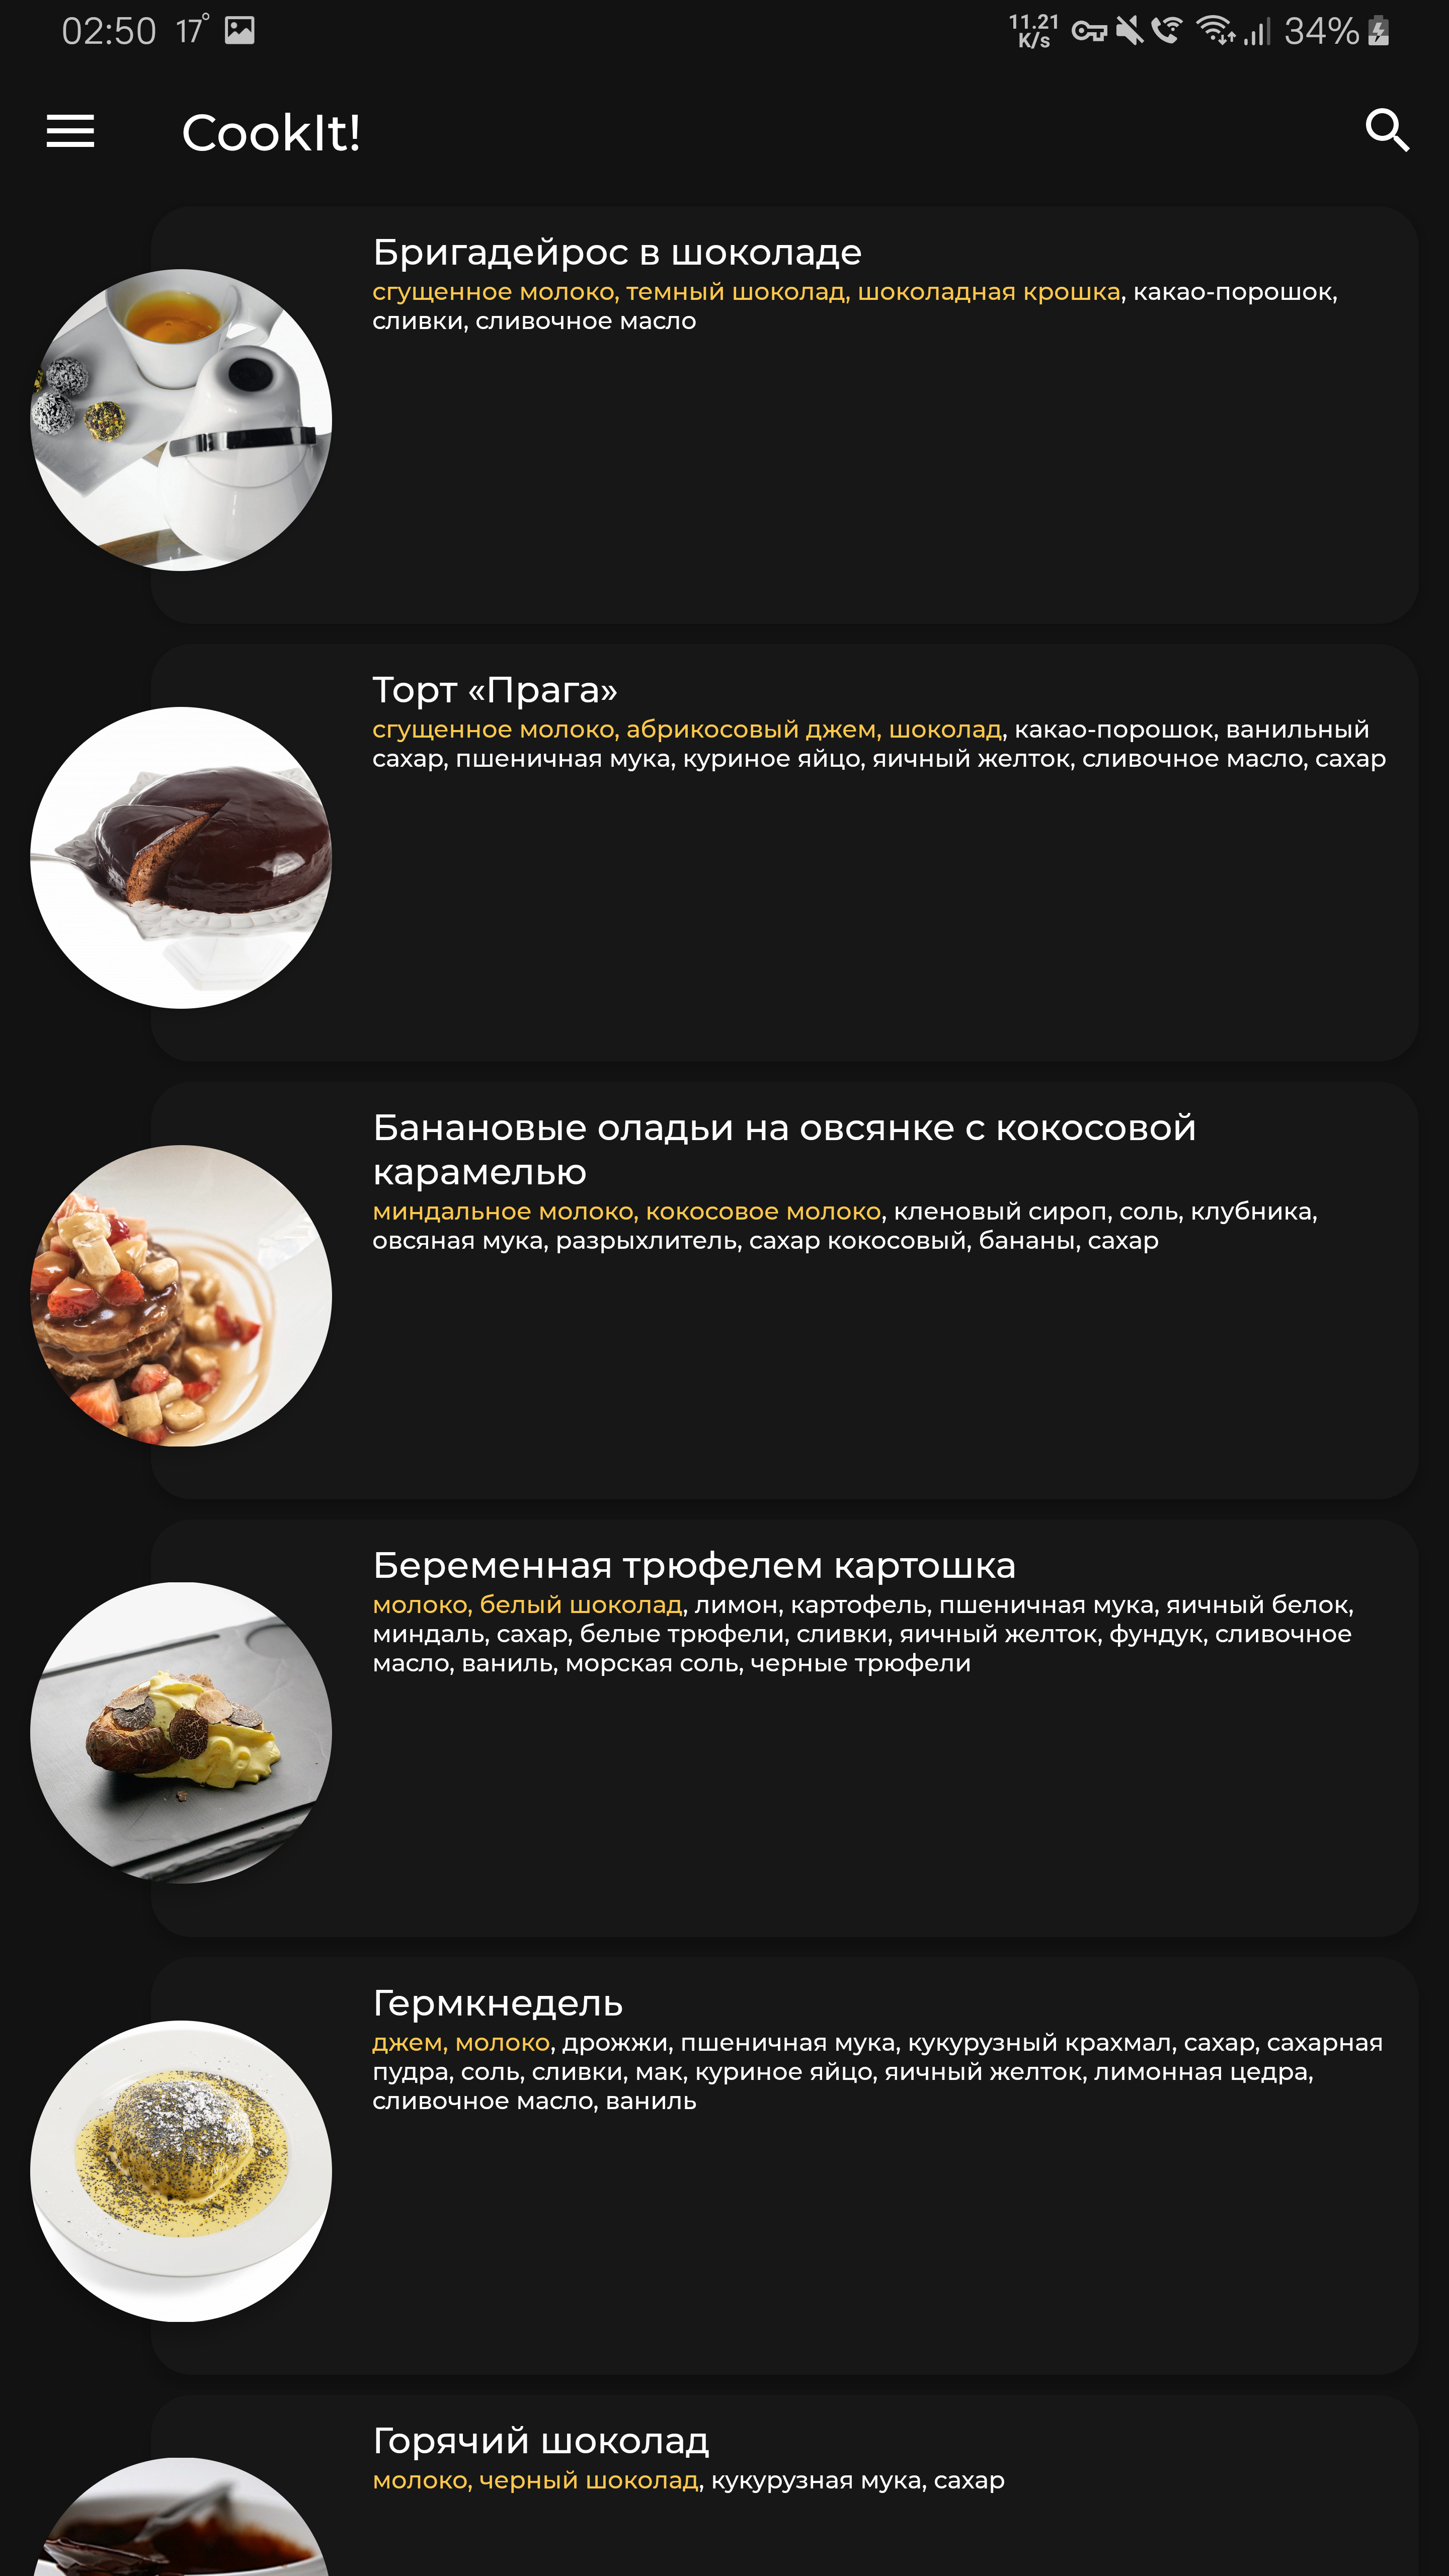 02:50 17° 11.21 K/s 34%
CookIt!
Бригадейрос в шоколаде
сгущенное молоко, темный шоколад, шоколадная крошка, какао-порошок,
сливки, сливочное масло
Торт «Прага»
сгущенное молоко, абрикосовый джем, шоколад, какао-порошок, ванильный
сахар, пшеничная мука, куриное яйцо, яичный желток, сливочное масло, сахар
Банановые оладьи на овсянке с кокосовой
карамелью
миндальное молоко, кокосовое молоко, кленовый сироп, соль, клубника,
овсяная мука, разрыхлитель, сахар кокосовый, бананы, сахар
Беременная трюфелем картошка
молоко, белый шоколад, лимон, картофель, пшеничная мука, яичный белок,
миндаль, сахар, белые трюфели, сливки, яичный желток, фундук, сливочное
масло, ваниль, морская соль, черные трюфели
Гермкнедель
джем, молоко, дрожжи, пшеничная мука, кукурузный крахмал, сахар, сахарная
пудра, соль, сливки, мак, куриное яйцо, яичный желток, лимонная цедра,
сливочное масло, ваниль
Горячий шоколад
молоко, черный шоколад, кукурузная мука, сахар